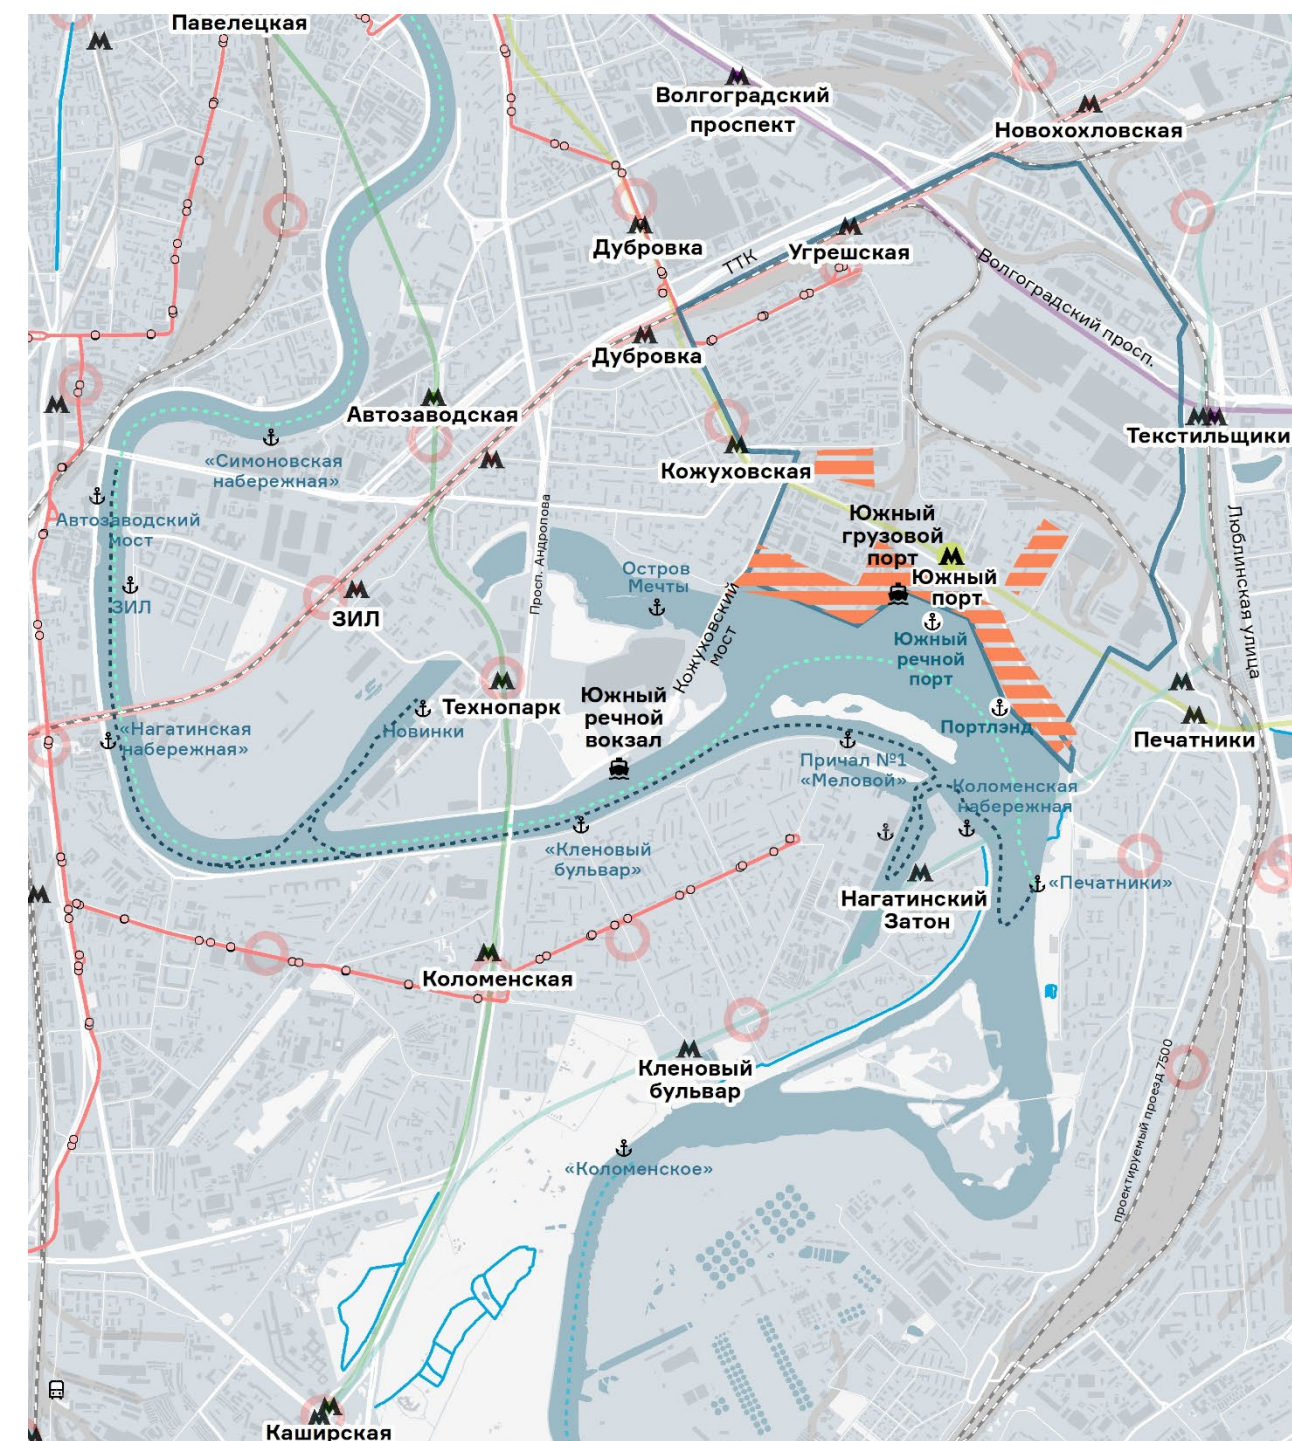 Павелецкая
Волгоградский
проспект
Новохохловская
Дубровка
ТТК
Угрешская
Волгоградский просп.
Дубровка
Автозаводская
Текстильщики
«Симоновская
набережная»
Кожуховская
Автозаводский
мост
Просп. Андропова
Южный
грузовой
порт
Люблинская улица
Остров
Мечты
Южный
порт
ЗИЛ
ЗИЛ
Кожуховский
мост
Южный
речной
порт
Технопарк
Южный
речной
вокзал
«Нагатинская
набережная»
Новинки
Портлэнд
Печатники
Причал №1
«Меловой»
Коломенская
набережная
«Кленовый
бульвар»
Нагатинский
Затон
«Печатники»
Коломенская
Кленовый
бульвар
проектируемый проезд 7500
«Коломенское»
Каширская